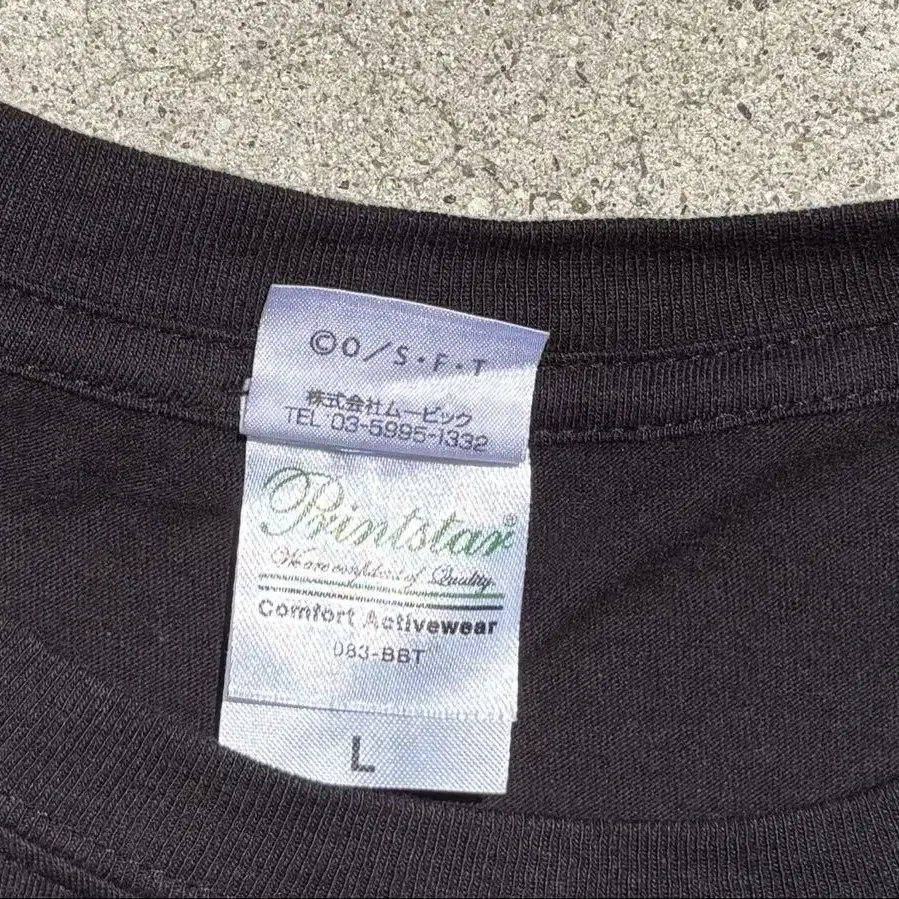 ©O/S・F・T
株式会社ムービック
TEL 03-5995-1332
Printstar®
We are confident of Quality.
Comfort Activewear
083-BBT
L